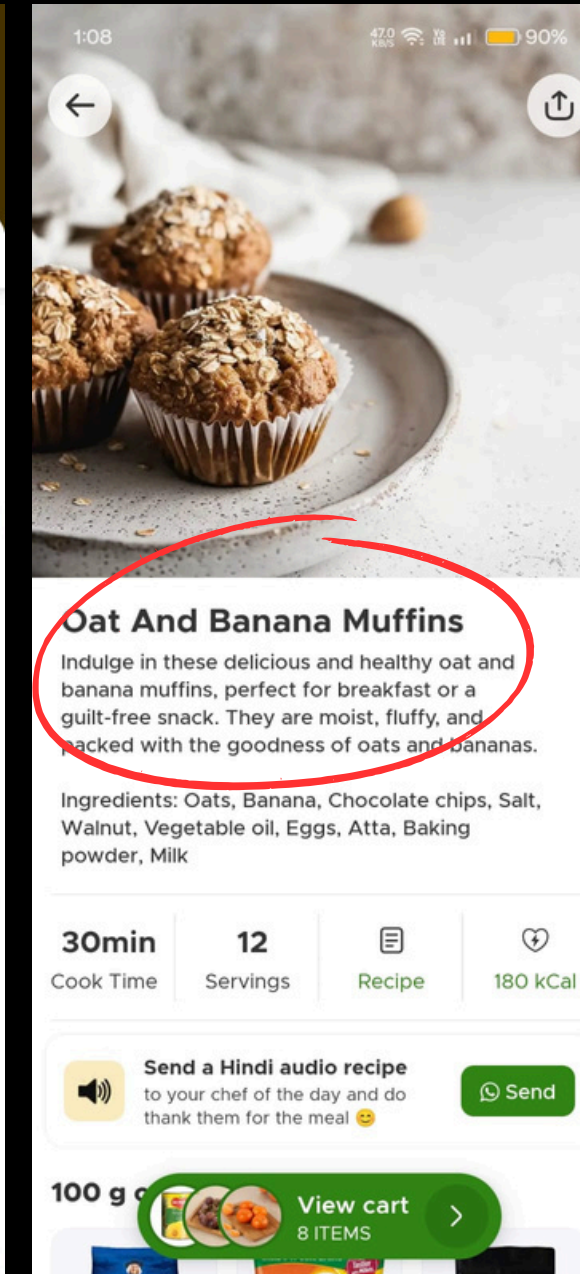 1:08
47.0 KB/S
Vo LTE
90%
Oat And Banana Muffins
Indulge in these delicious and healthy oat and
banana muffins, perfect for breakfast or a
guilt-free snack. They are moist, fluffy, and
packed with the goodness of oats and bananas.
Ingredients: Oats, Banana, Chocolate chips, Salt,
Walnut, Vegetable oil, Eggs, Atta, Baking
powder, Milk
30min
Cook Time
12
Servings
Recipe
180 kCal
Send a Hindi audio recipe
to your chef of the day and do
thank them for the meal 😊
Send
100 g
View cart
8 ITEMS